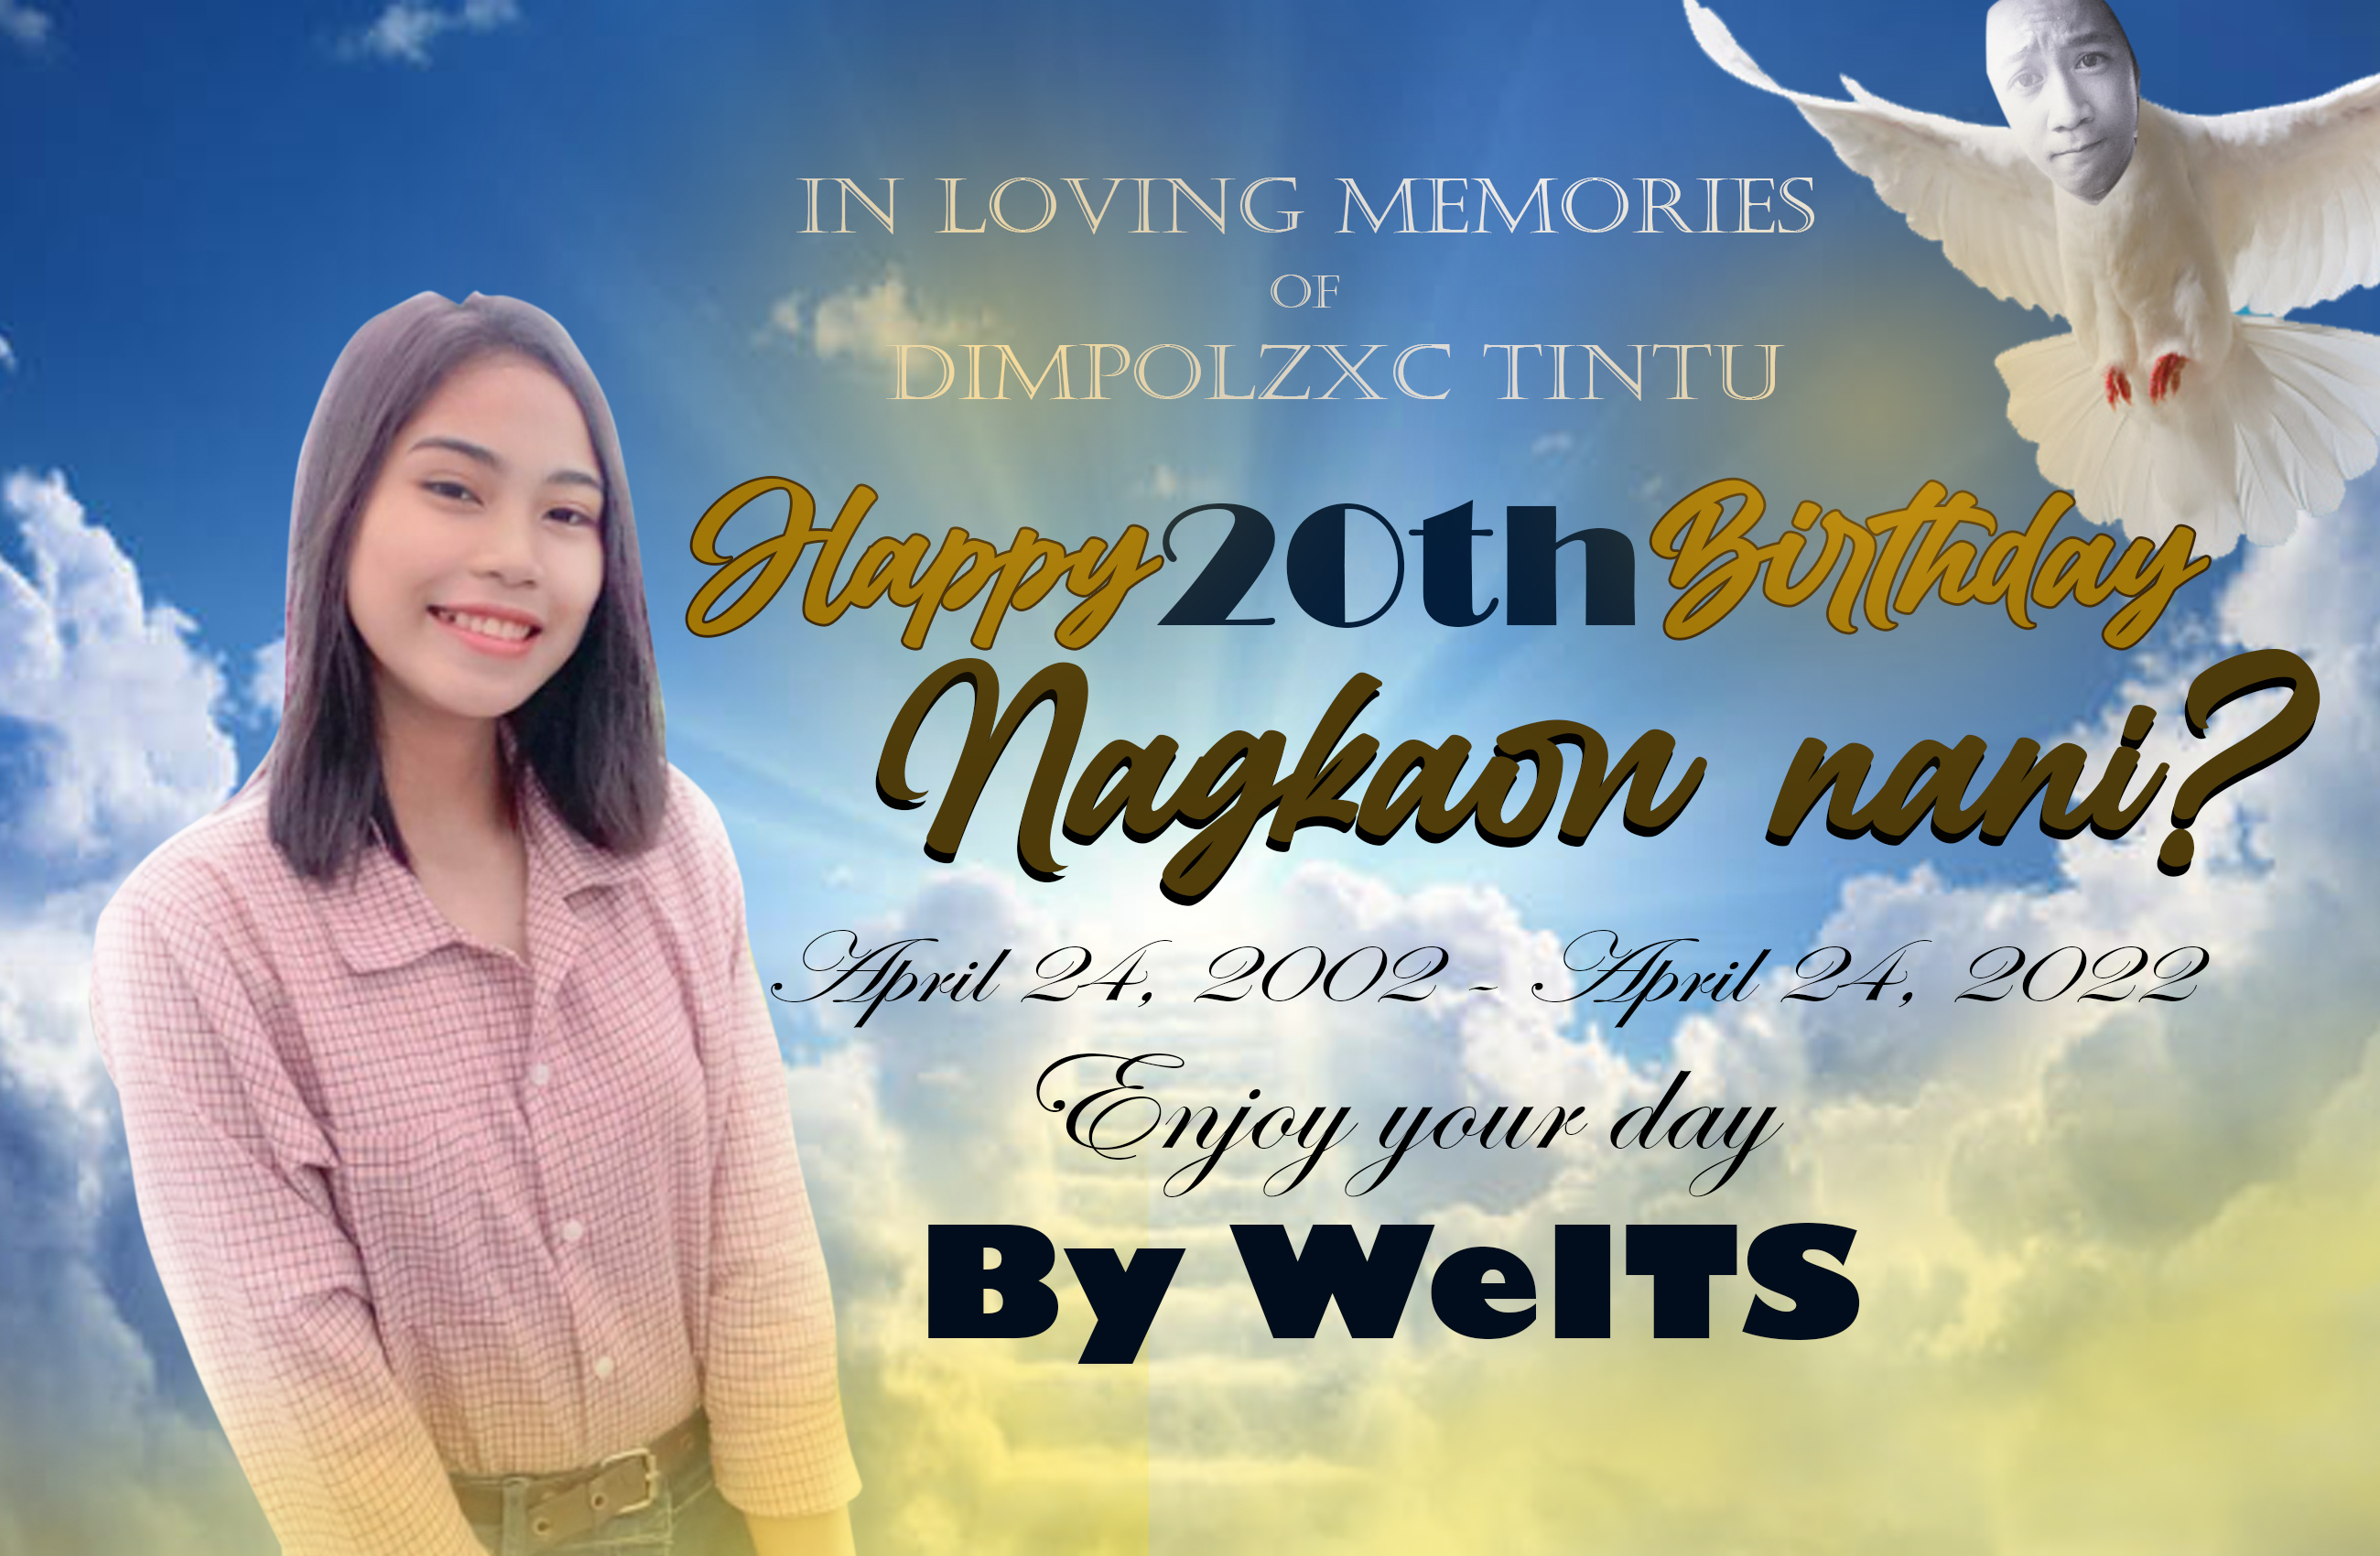 IN LOVING MEMORIES
OF
DIMPOLZXC TINTU
Happy 20th Birthday
Nagkaon nani?
April 24, 2002 - April 24, 2022
Enjoy your day
By WeITS